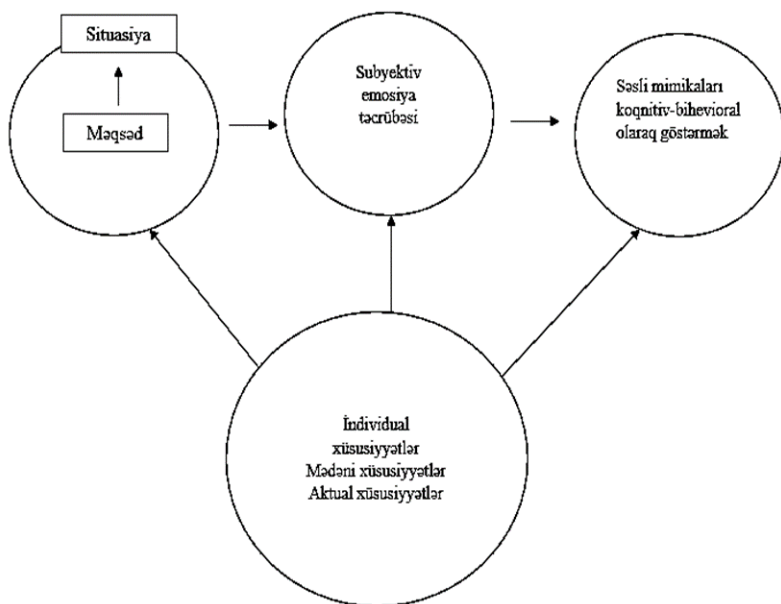 Situasiya
Məqsəd
Subyektiv
emosiya
təcrübəsi
Səsli mimikaları
koqnitiv-bihevioral
olaraq göstərmək
İndividual
xüsusiyyətlər
Mədəni xüsusiyyətlər
Aktual xüsusiyyətlər